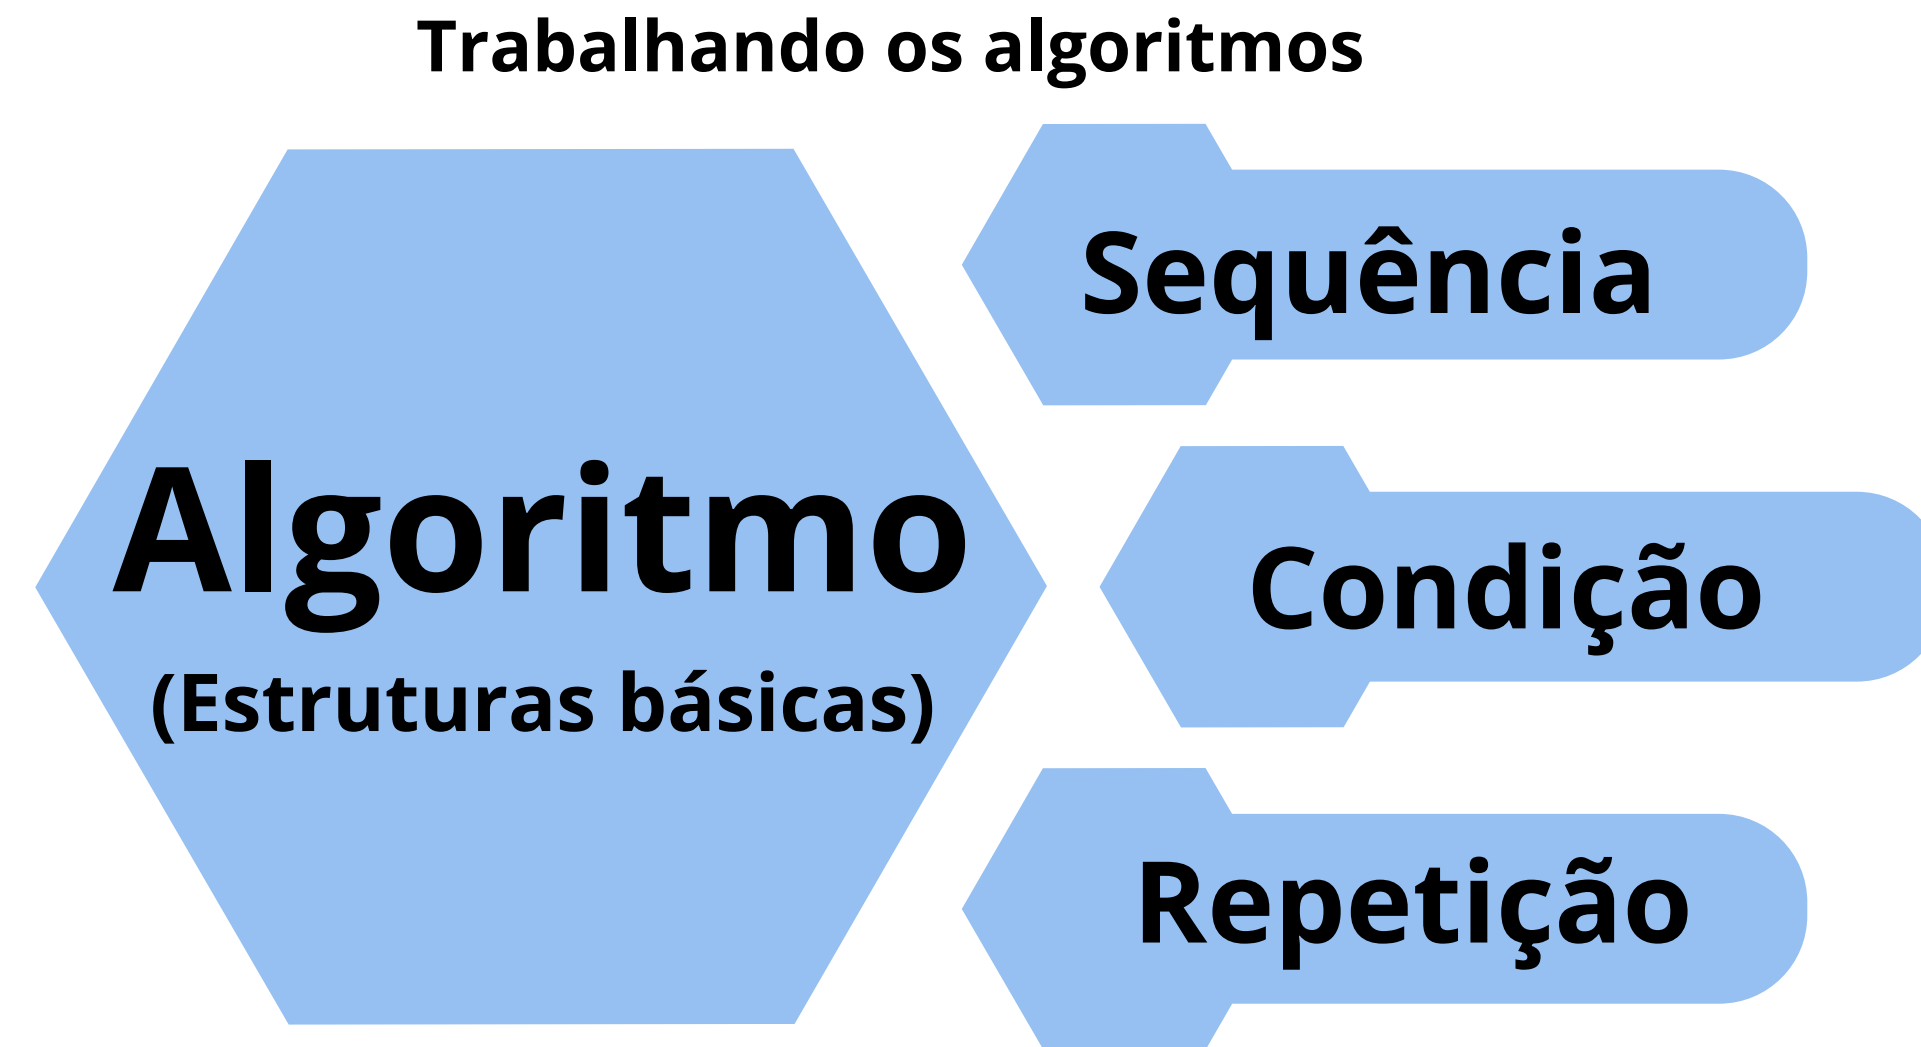 Trabalhando os algoritmos
Algoritmo
(Estruturas básicas)
Sequência
Condição
Repetição